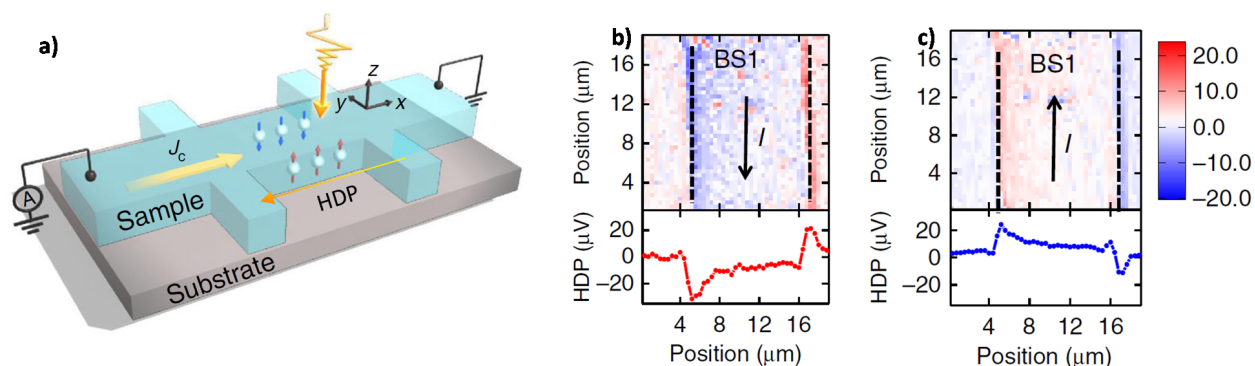 a)
z
y
x
J_c
A
HDP
Sample
Substrate
b)
BS1
I
Position (μm)
16
12
8
4
HDP (μV)
20
0
−20
4 8 12 16
Position (μm)
c)
BS1
I
Position (μm)
16
12
8
4
HDP (μV)
20
0
−20
4 8 12 16
Position (μm)
20.0
10.0
0.0
−10.0
−20.0